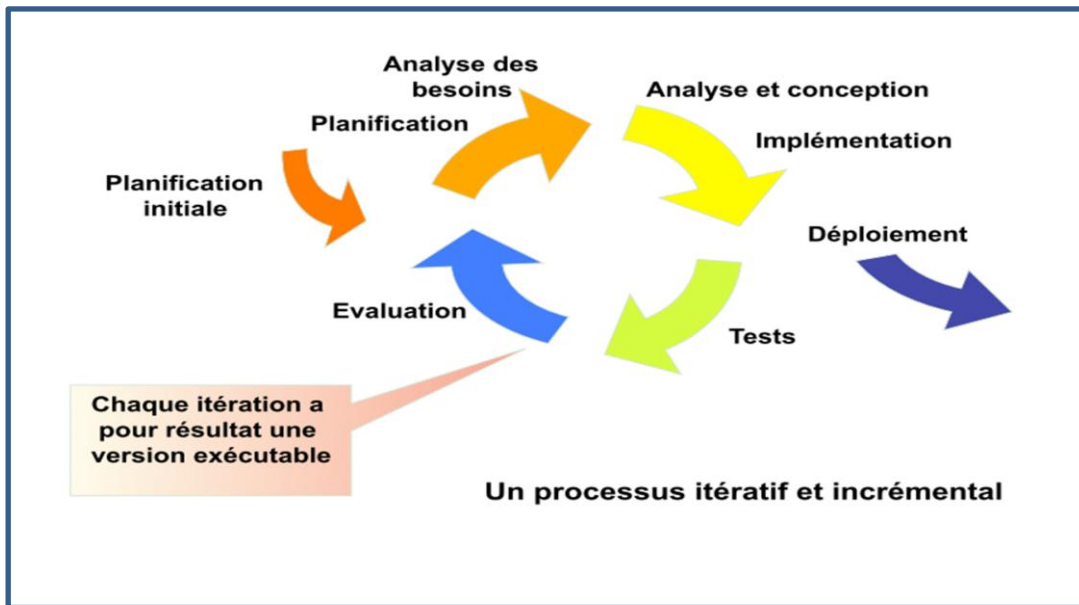 Analyse des
besoins
Planification
Planification
initiale
Analyse et conception
Implémentation
Déploiement
Tests
Evaluation
Chaque itération a
pour résultat une
version exécutable
Un processus itératif et incrémental